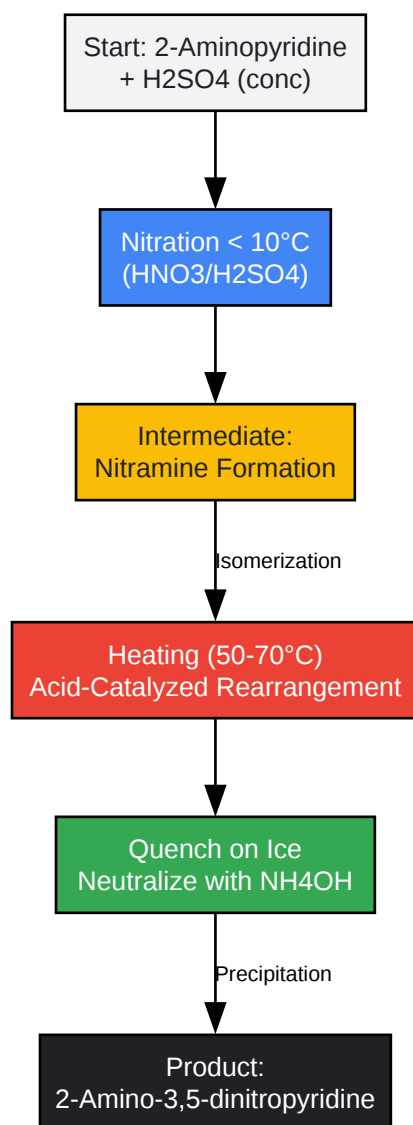 Start: 2-Aminopyridine
+ H2SO4 (conc)
Nitration < 10°C
(HNO3/H2SO4)
Intermediate:
Nitramine Formation
Isomerization
Heating (50-70°C)
Acid-Catalyzed Rearrangement
Quench on Ice
Neutralize with NH4OH
Precipitation
Product:
2-Amino-3,5-dinitropyridine